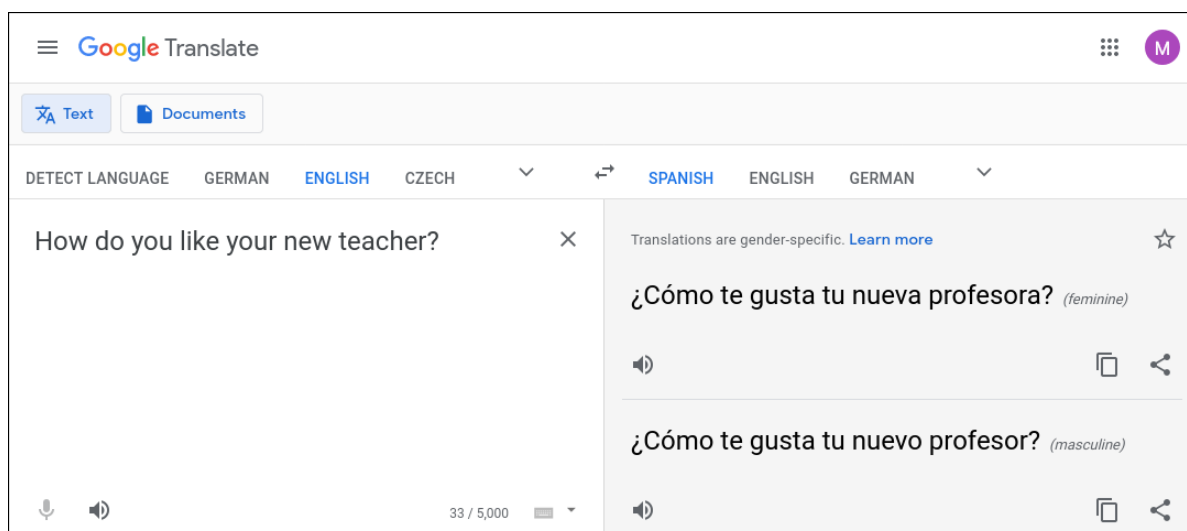 Google Translate
M
Text Documents
DETECT LANGUAGE GERMAN ENGLISH CZECH SPANISH ENGLISH GERMAN
How do you like your new teacher?
Translations are gender-specific. Learn more
¿Cómo te gusta tu nueva profesora? (feminine)
¿Cómo te gusta tu nuevo profesor? (masculine)
33 / 5,000